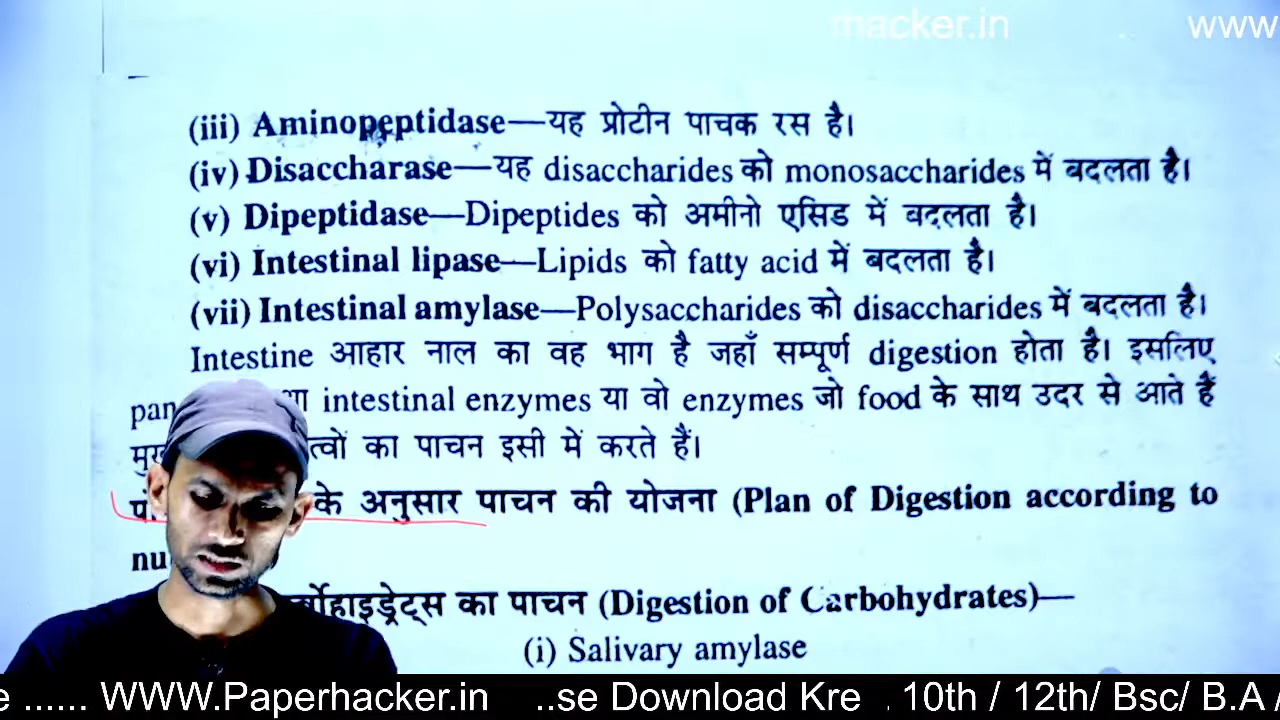 macker.in www
(iii) Aminopeptidase—यह प्रोटीन पाचक रस है।
(iv) Disaccharase—यह disaccharides को monosaccharides में बदलता है।
(v) Dipeptidase—Dipeptides को अमीनो एसिड में बदलता है।
(vi) Intestinal lipase—Lipids को fatty acid में बदलता है।
(vii) Intestinal amylase—Polysaccharides को disaccharides में बदलता है।
Intestine आहार नाल का वह भाग है जहाँ सम्पूर्ण digestion होता है। इसलिए
intestinal enzymes या वो enzymes जो food के साथ उदर से आते हैं
का पाचन इसी में करते हैं।
के अनुसार पाचन की योजना (Plan of Digestion according to
का पाचन (Digestion of Carbohydrates)—
(i) Salivary amylase
e ...... WWW.Paperhacker.in ..se Download Kre . 10th / 12th/ Bsc/ B.A /